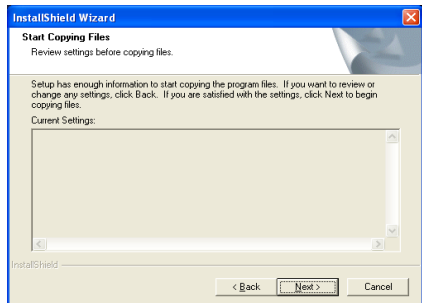 InstallShield Wizard
Start Copying Files
Review settings before copying files.
Setup has enough information to start copying the program files. If you want to review or
change any settings, click Back. If you are satisfied with the settings, click Next to begin
copying files.
Current Settings:
InstallShield
< Back
Next >
Cancel